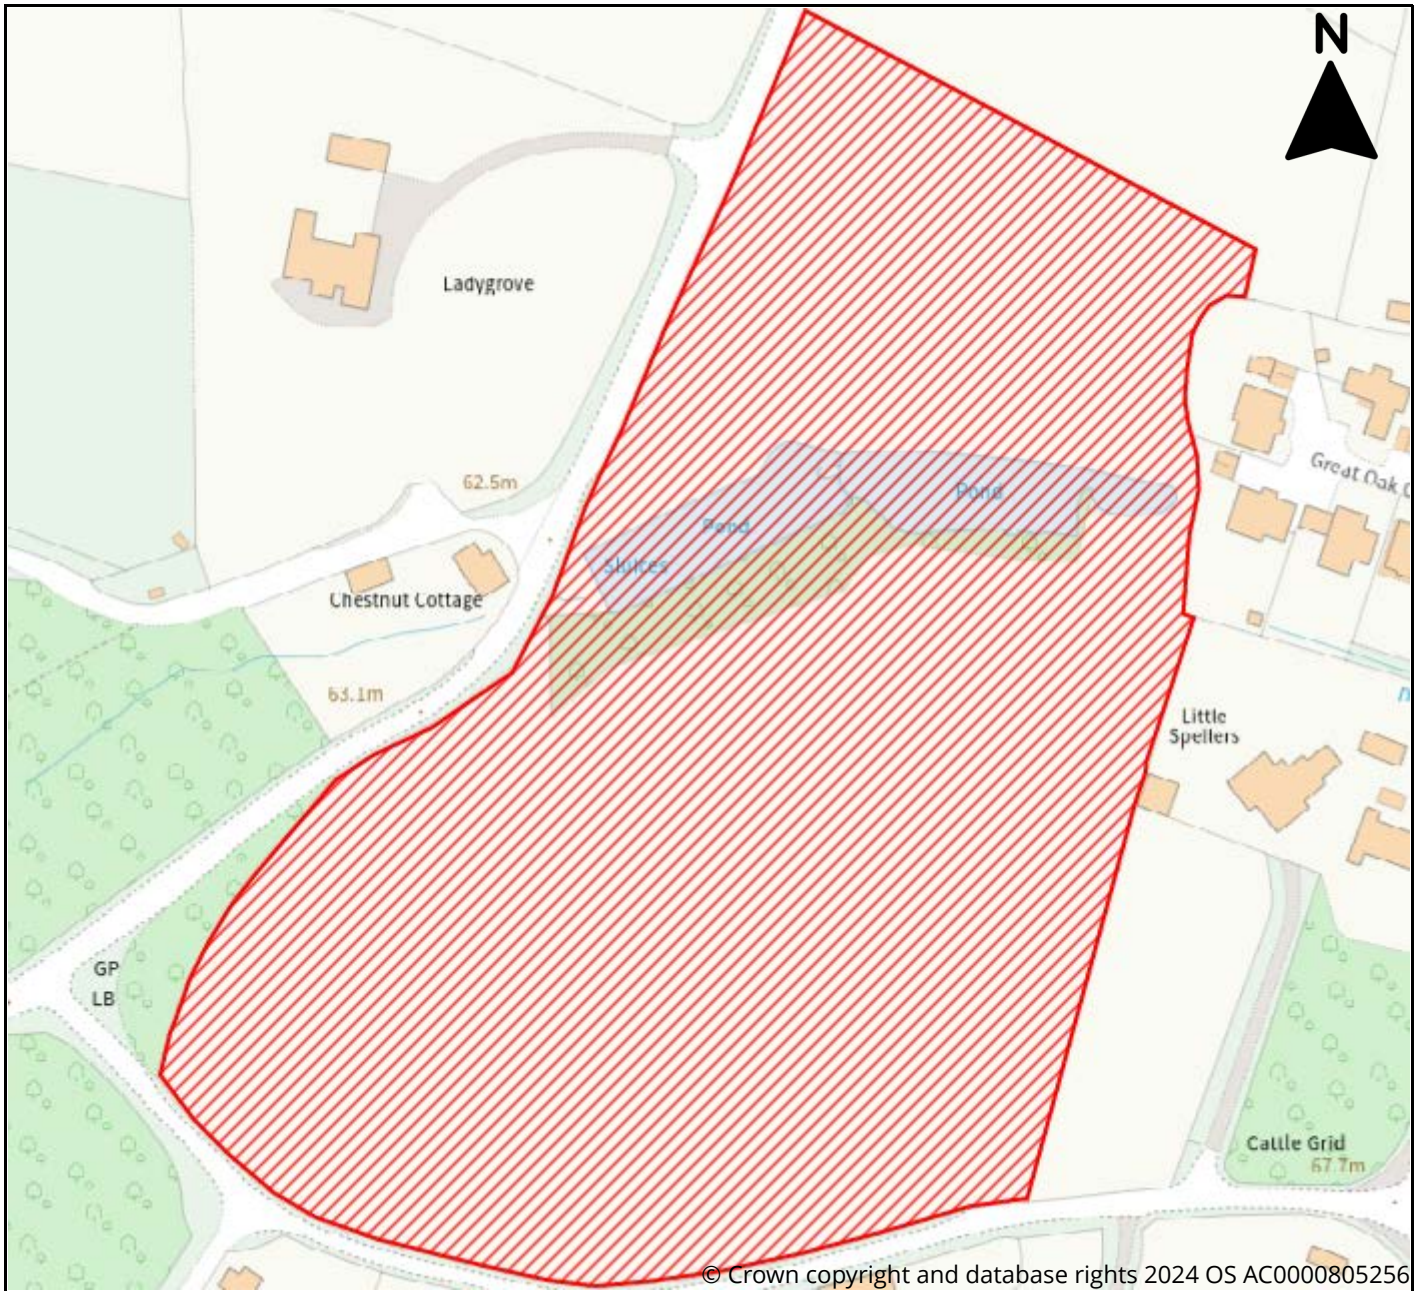 N
Ladygrove
62.5m
Great Oak
Pond
Pond
Sluices
Chestnut Cottage
63.1m
Little
Spellers
GP
LB
Cattle Grid
67.7m
© Crown copyright and database rights 2024 OS AC0000805256